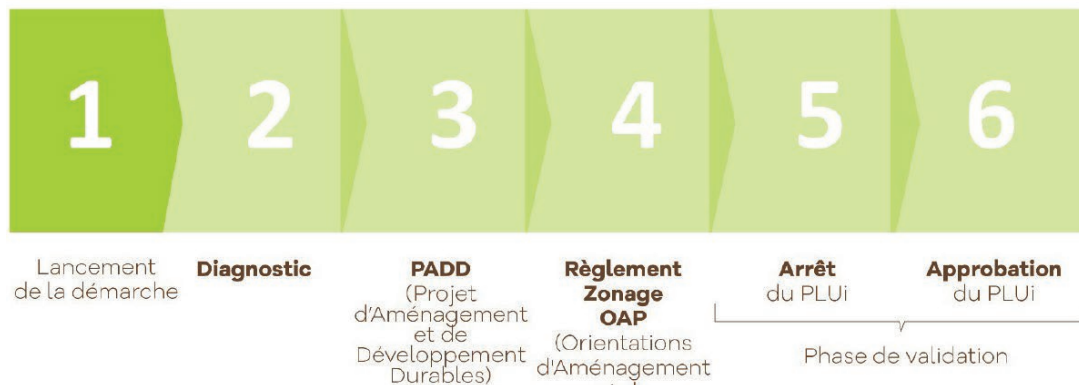 1
2
3
4
5
6
Lancement
de la démarche
Diagnostic
PADD
(Projet
d'Aménagement
et de
Développement
Durables)
Règlement
Zonage
OAP
(Orientations
d'Aménagement
Arrêt
du PLUi
Approbation
du PLUi
Phase de validation